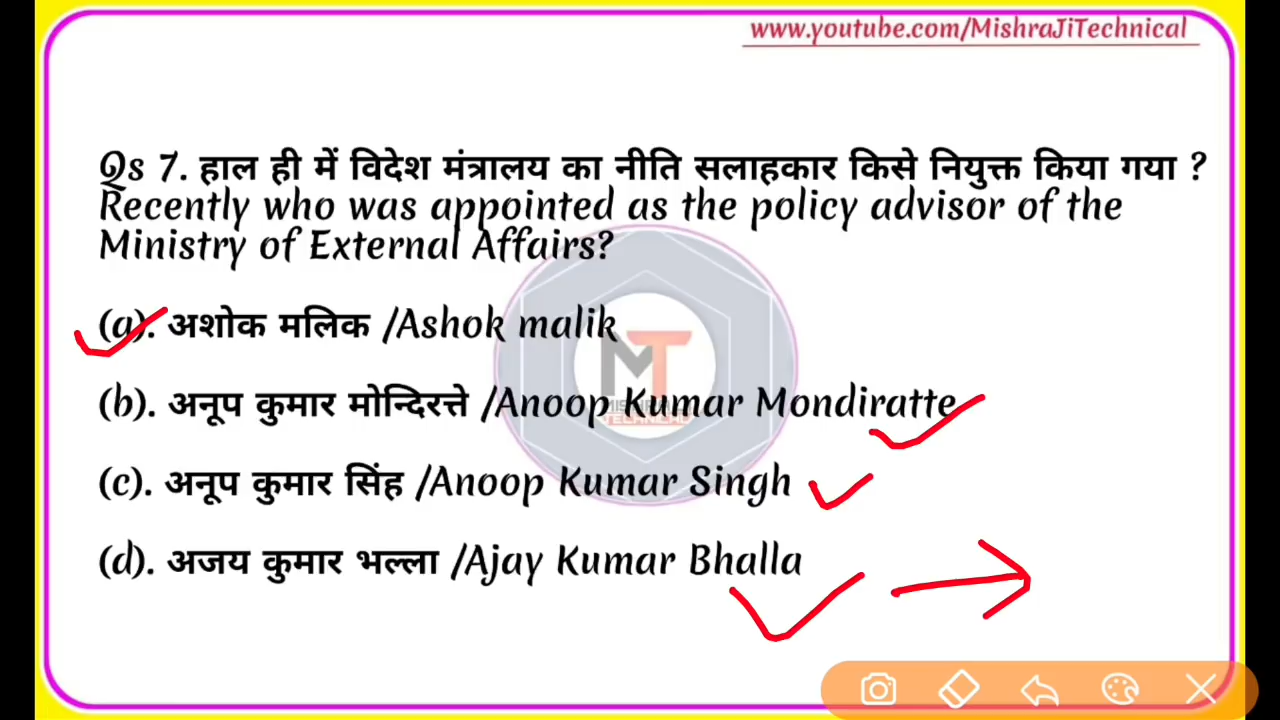 www.youtube.com/MishraJiTechnical
Qs 7. हाल ही में विदेश मंत्रालय का नीति सलाहकार किसे नियुक्त किया गया ?
Recently who was appointed as the policy advisor of the
Ministry of External Affairs?
(a). अशोक मलिक /Ashok malik
(b). अनूप कुमार मोन्दिरत्ते /Anoop Kumar Mondiratte
(c). अनूप कुमार सिंह /Anoop Kumar Singh
(d). अजय कुमार भल्ला /Ajay Kumar Bhalla
MT
TECHNICAL